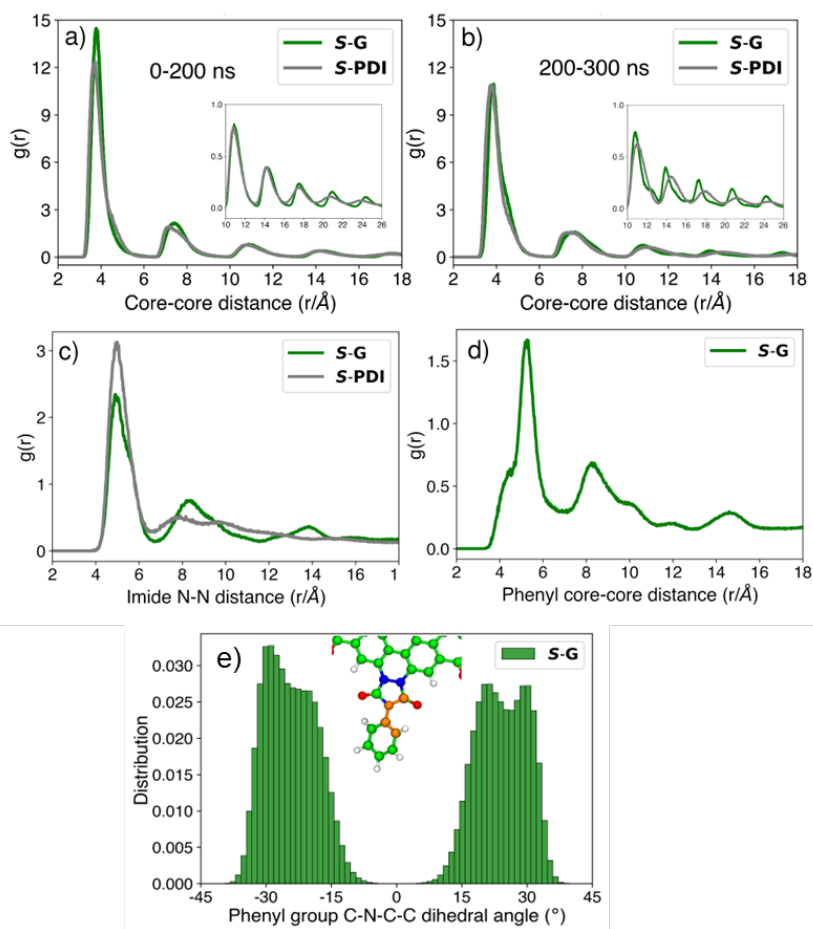 a)
0-200 ns
S-G
S-PDI
g(r)
15
12
9
6
3
0
1.0
0.5
0.0
10 12 14 16 18 20 22 24 26
2 4 6 8 10 12 14 16 18
Core-core distance (r/Å)
b)
200-300 ns
S-G
S-PDI
g(r)
15
12
9
6
3
0
1.0
0.5
0.0
10 12 14 16 18 20 22 24 26
2 4 6 8 10 12 14 16 18
Core-core distance (r/Å)
c)
S-G
S-PDI
g(r)
3
2
1
0
2 4 6 8 10 12 14 16 1
Imide N-N distance (r/Å)
d)
S-G
g(r)
1.5
1.0
0.5
0.0
2 4 6 8 10 12 14 16 18
Phenyl core-core distance (r/Å)
e)
S-G
Distribution
0.030
0.025
0.020
0.015
0.010
0.005
0.000
-45 -30 -15 0 15 30 45
Phenyl group C-N-C-C dihedral angle (°)